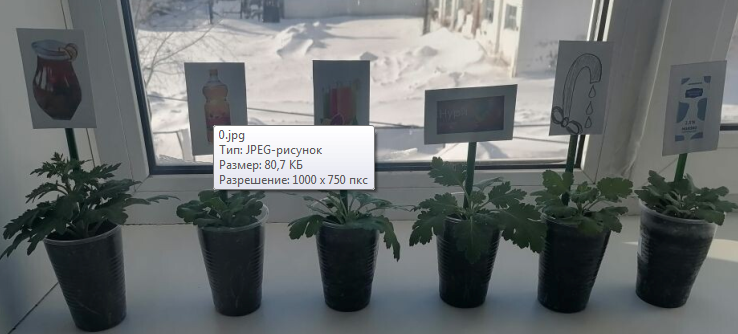 0.jpg
Тип: JPEG-рисунок
Размер: 80,7 КБ
Разрешение: 1000 x 750 пкс